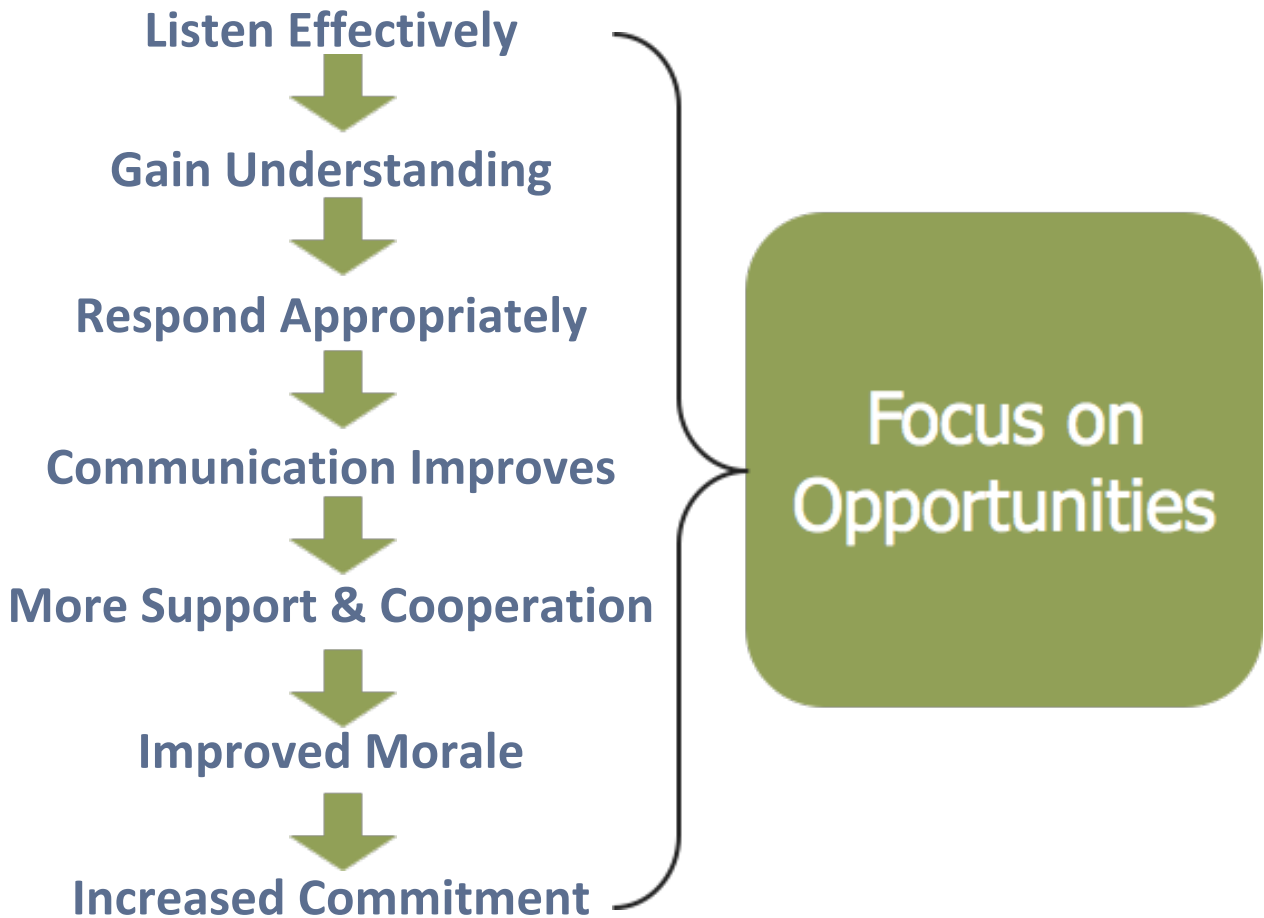 Listen Effectively
Gain Understanding
Respond Appropriately
Communication Improves
More Support & Cooperation
Improved Morale
Increased Commitment
Focus on
Opportunities